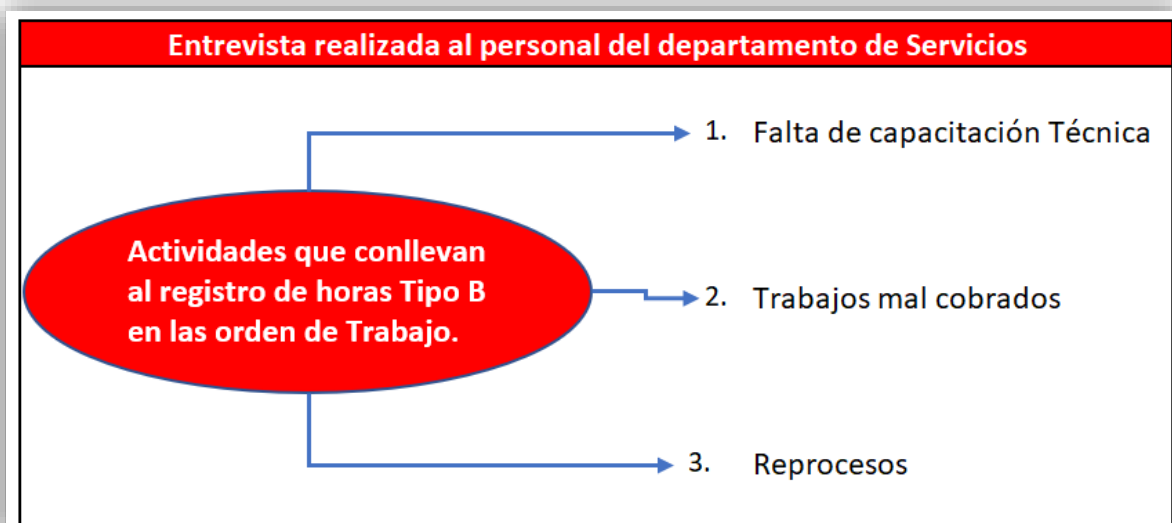 Entrevista realizada al personal del departamento de Servicios
1. Falta de capacitación Técnica
Actividades que conllevan
al registro de horas Tipo B
en las orden de Trabajo.
2. Trabajos mal cobrados
3. Reprocesos